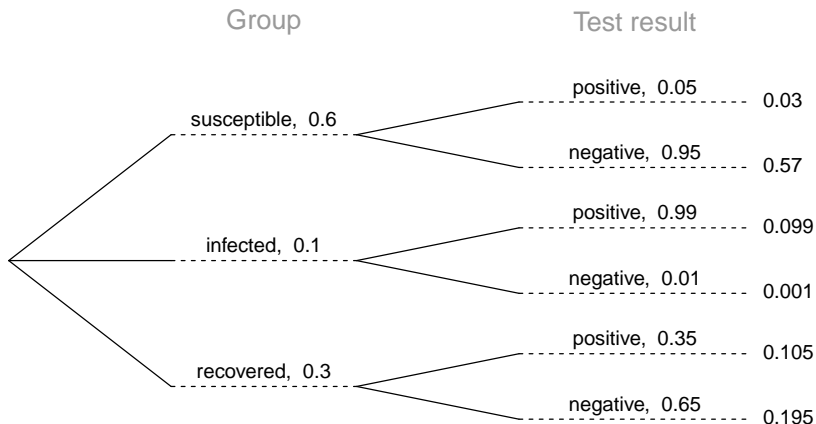 Group
Test result
susceptible, 0.6
positive, 0.05
0.03
negative, 0.95
0.57
infected, 0.1
positive, 0.99
0.099
negative, 0.01
0.001
recovered, 0.3
positive, 0.35
0.105
negative, 0.65
0.195